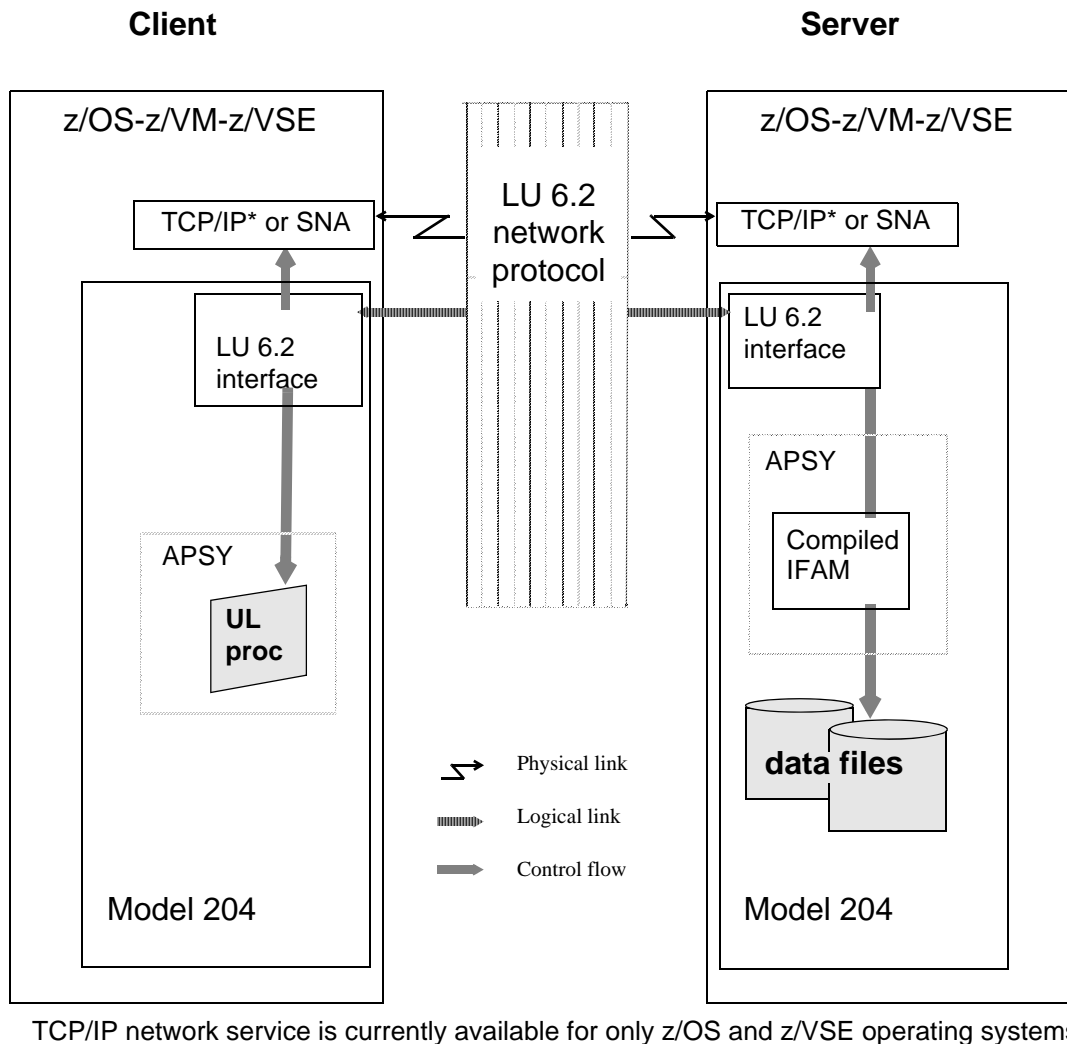 Client
Server
z/OS-z/VM-z/VSE
z/OS-z/VM-z/VSE
LU 6.2
network
protocol
TCP/IP* or SNA
TCP/IP* or SNA
LU 6.2
interface
LU 6.2
interface
APSY
UL
proc
APSY
Compiled
IFAM
data files
Physical link
Logical link
Control flow
Model 204
Model 204
TCP/IP network service is currently available for only z/OS and z/VSE operating systems